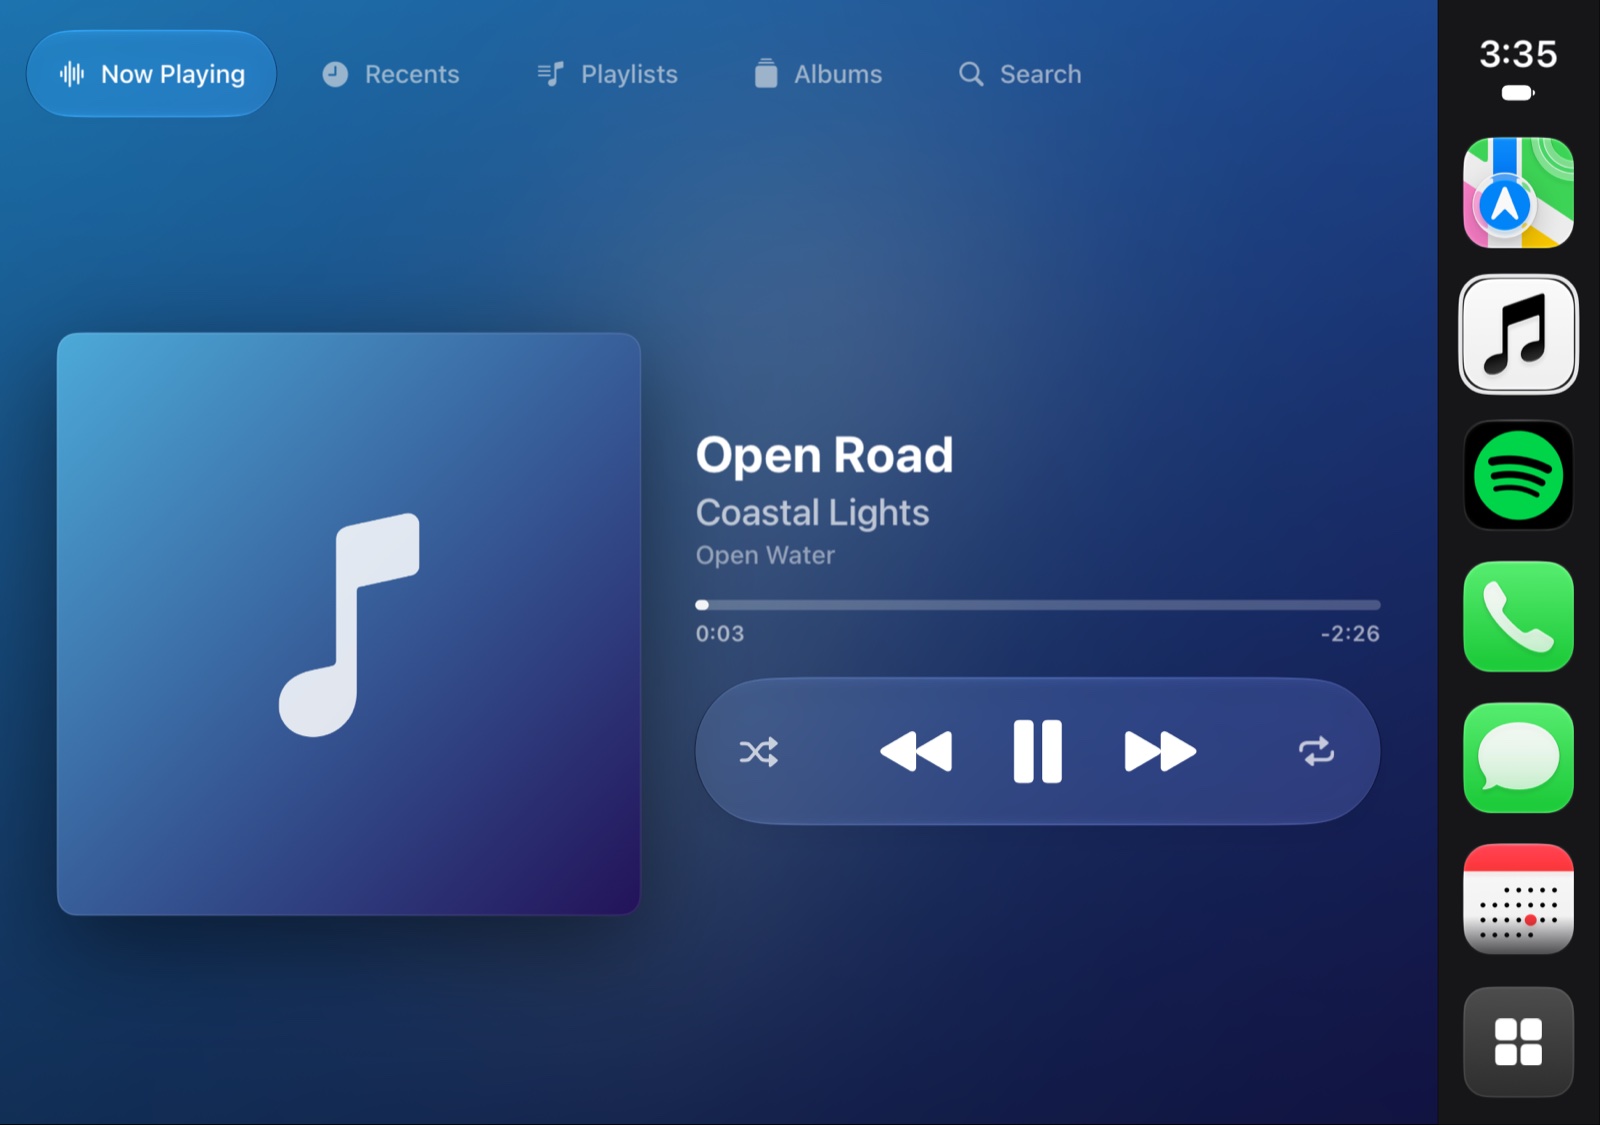 Now Playing
Recents
Playlists
Albums
Search
3:35
Open Road
Coastal Lights
Open Water
0:03
-2:26